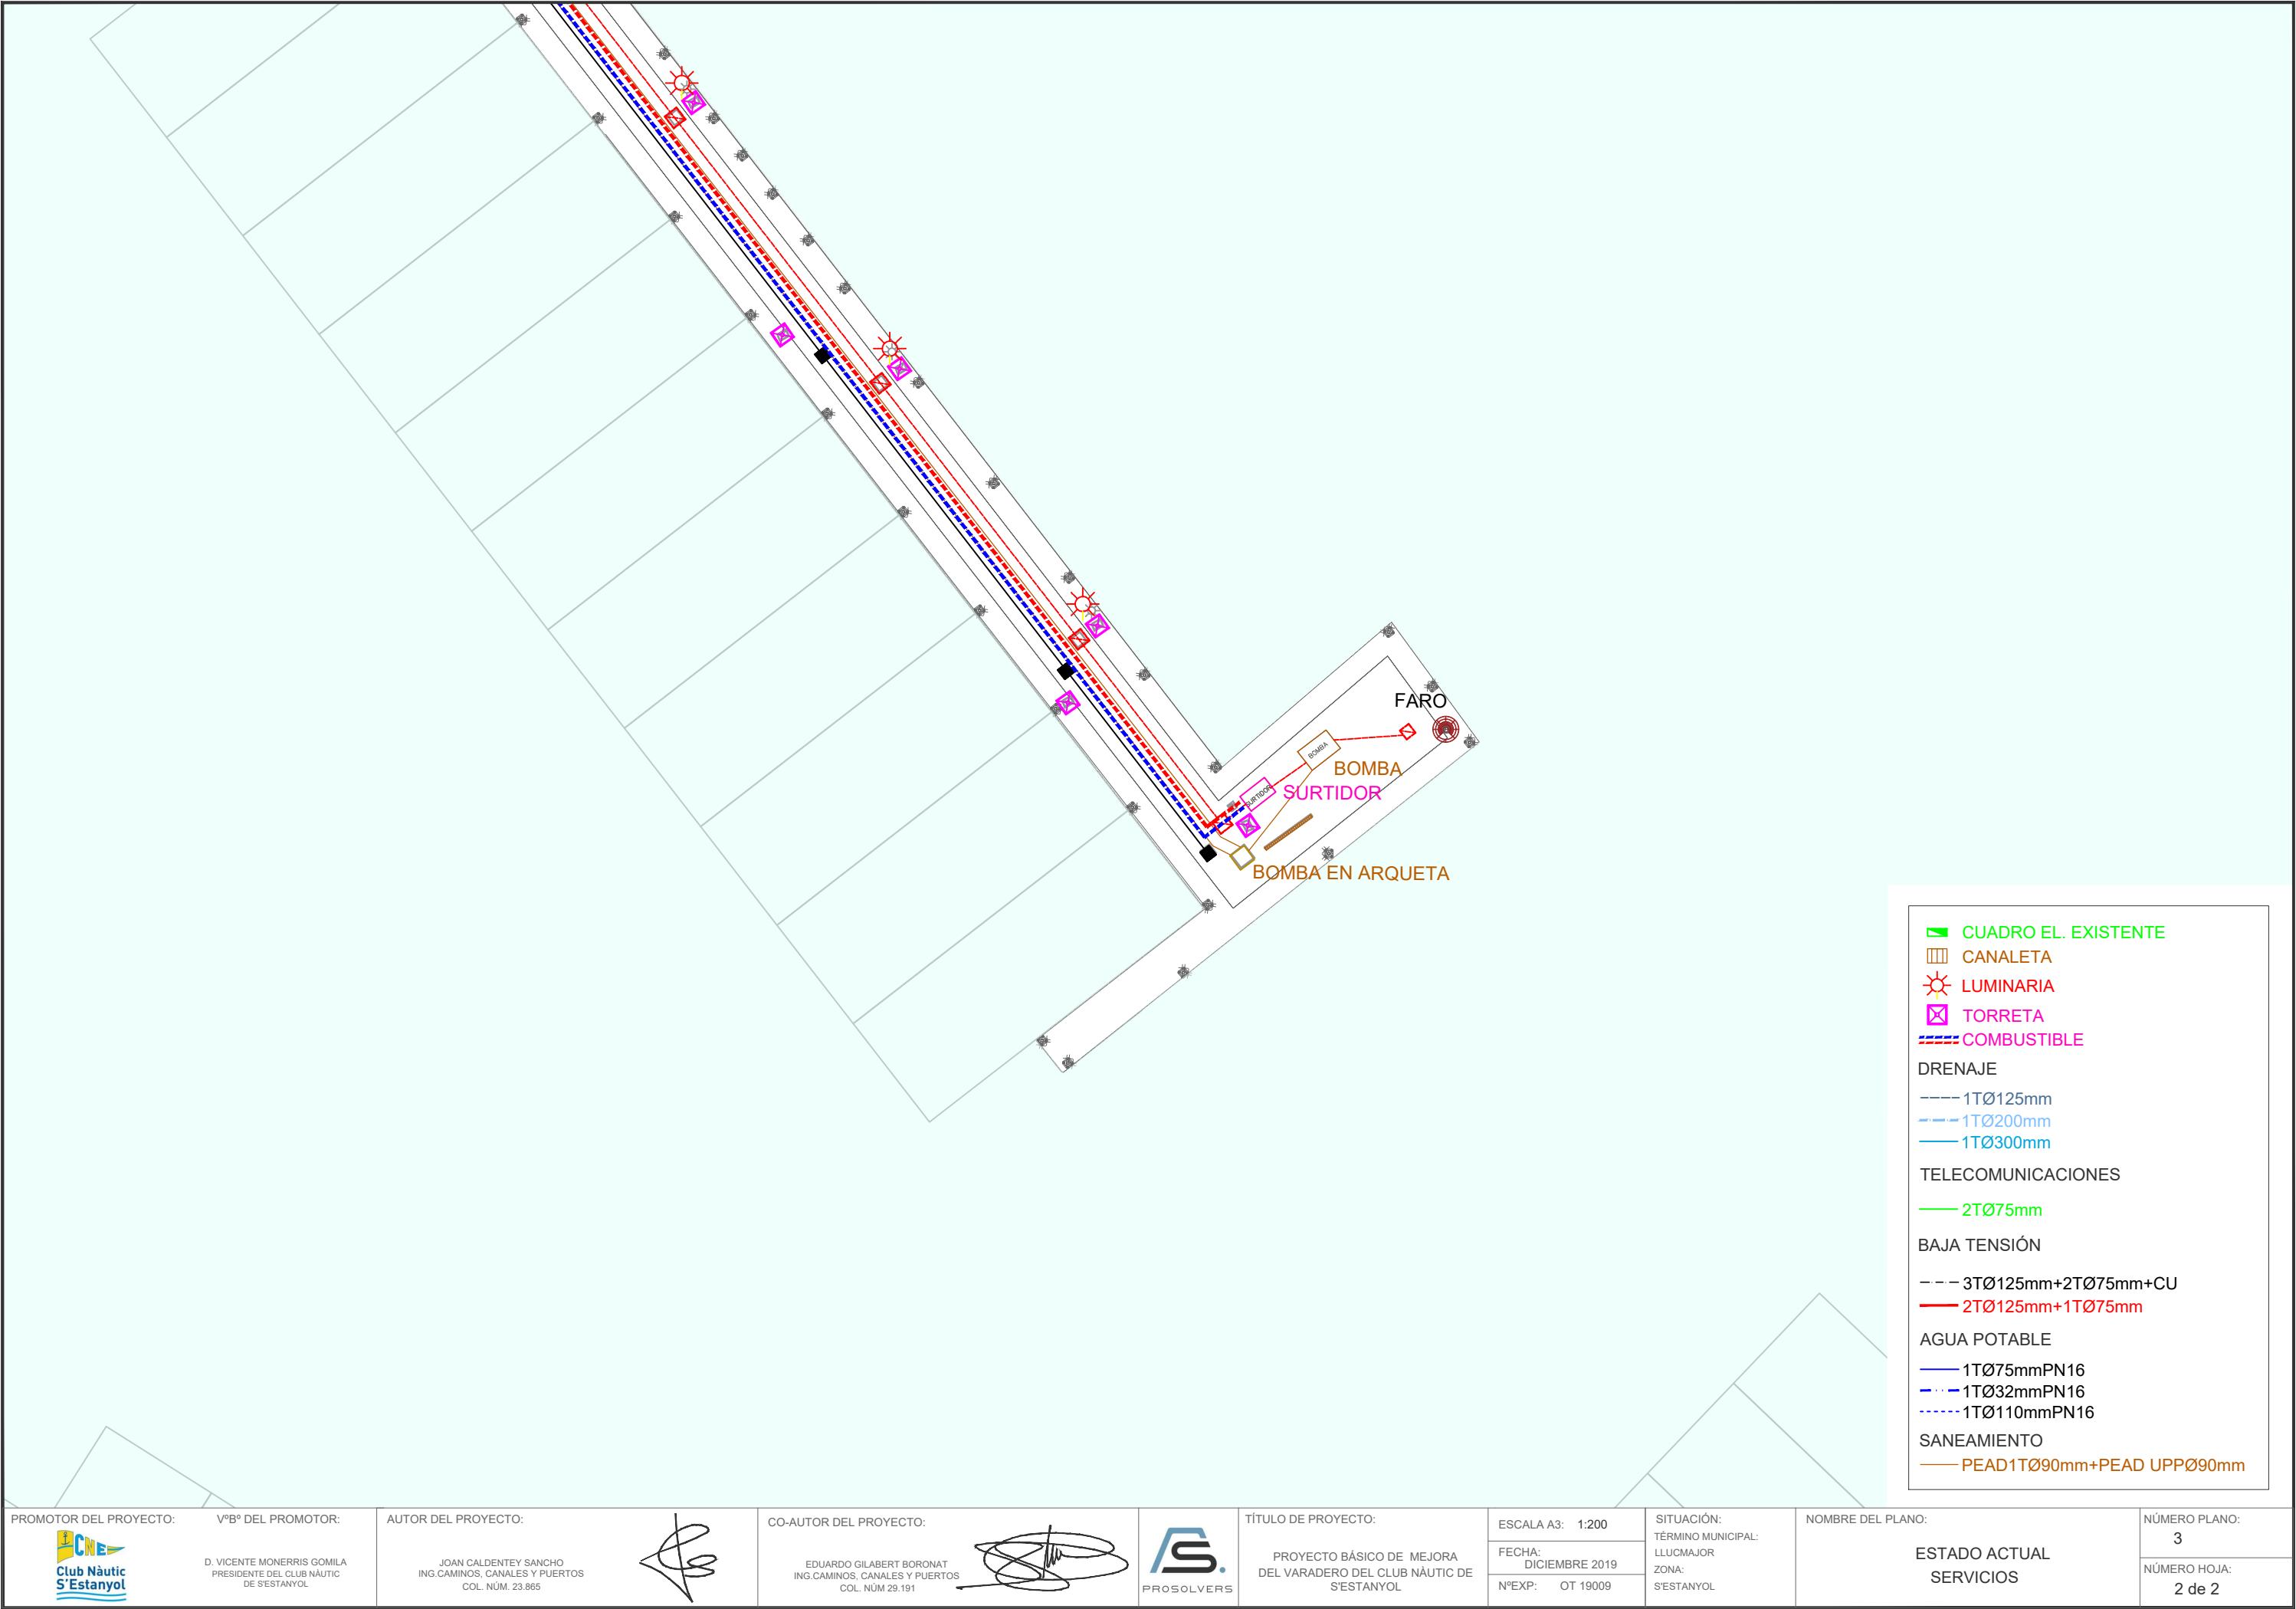 FARO
BOMBA
BOMBA
SURTIDOR
SURTIDOR
BOMBA EN ARQUETA
CUADRO EL. EXISTENTE
CANALETA
LUMINARIA
TORRETA
COMBUSTIBLE
DRENAJE
1TØ125mm
1TØ200mm
1TØ300mm
TELECOMUNICACIONES
2TØ75mm
BAJA TENSIÓN
3TØ125mm+2TØ75mm+CU
2TØ125mm+1TØ75mm
AGUA POTABLE
1TØ75mmPN16
1TØ32mmPN16
1TØ110mmPN16
SANEAMIENTO
PEAD1TØ90mm+PEAD UPPØ90mm
PROMOTOR DEL PROYECTO:
CNE
Club Nàutic
S'Estanyol
VºBº DEL PROMOTOR:
D. VICENTE MONERRIS GOMILA
PRESIDENTE DEL CLUB NÀUTIC
DE S'ESTANYOL
AUTOR DEL PROYECTO:
JOAN CALDENTEY SANCHO
ING.CAMINOS, CANALES Y PUERTOS
COL. NÚM. 23.865
CO-AUTOR DEL PROYECTO:
EDUARDO GILABERT BORONAT
ING.CAMINOS, CANALES Y PUERTOS
COL. NÚM 29.191
PROSOLVERS
TÍTULO DE PROYECTO:
PROYECTO BÁSICO DE MEJORA
DEL VARADERO DEL CLUB NÀUTIC DE
S'ESTANYOL
ESCALA A3: 1:200
FECHA:
DICIEMBRE 2019
NºEXP: OT 19009
SITUACIÓN:
TÉRMINO MUNICIPAL:
LLUCMAJOR
ZONA:
S'ESTANYOL
NOMBRE DEL PLANO:
ESTADO ACTUAL
SERVICIOS
NÚMERO PLANO:
3
NÚMERO HOJA:
2 de 2